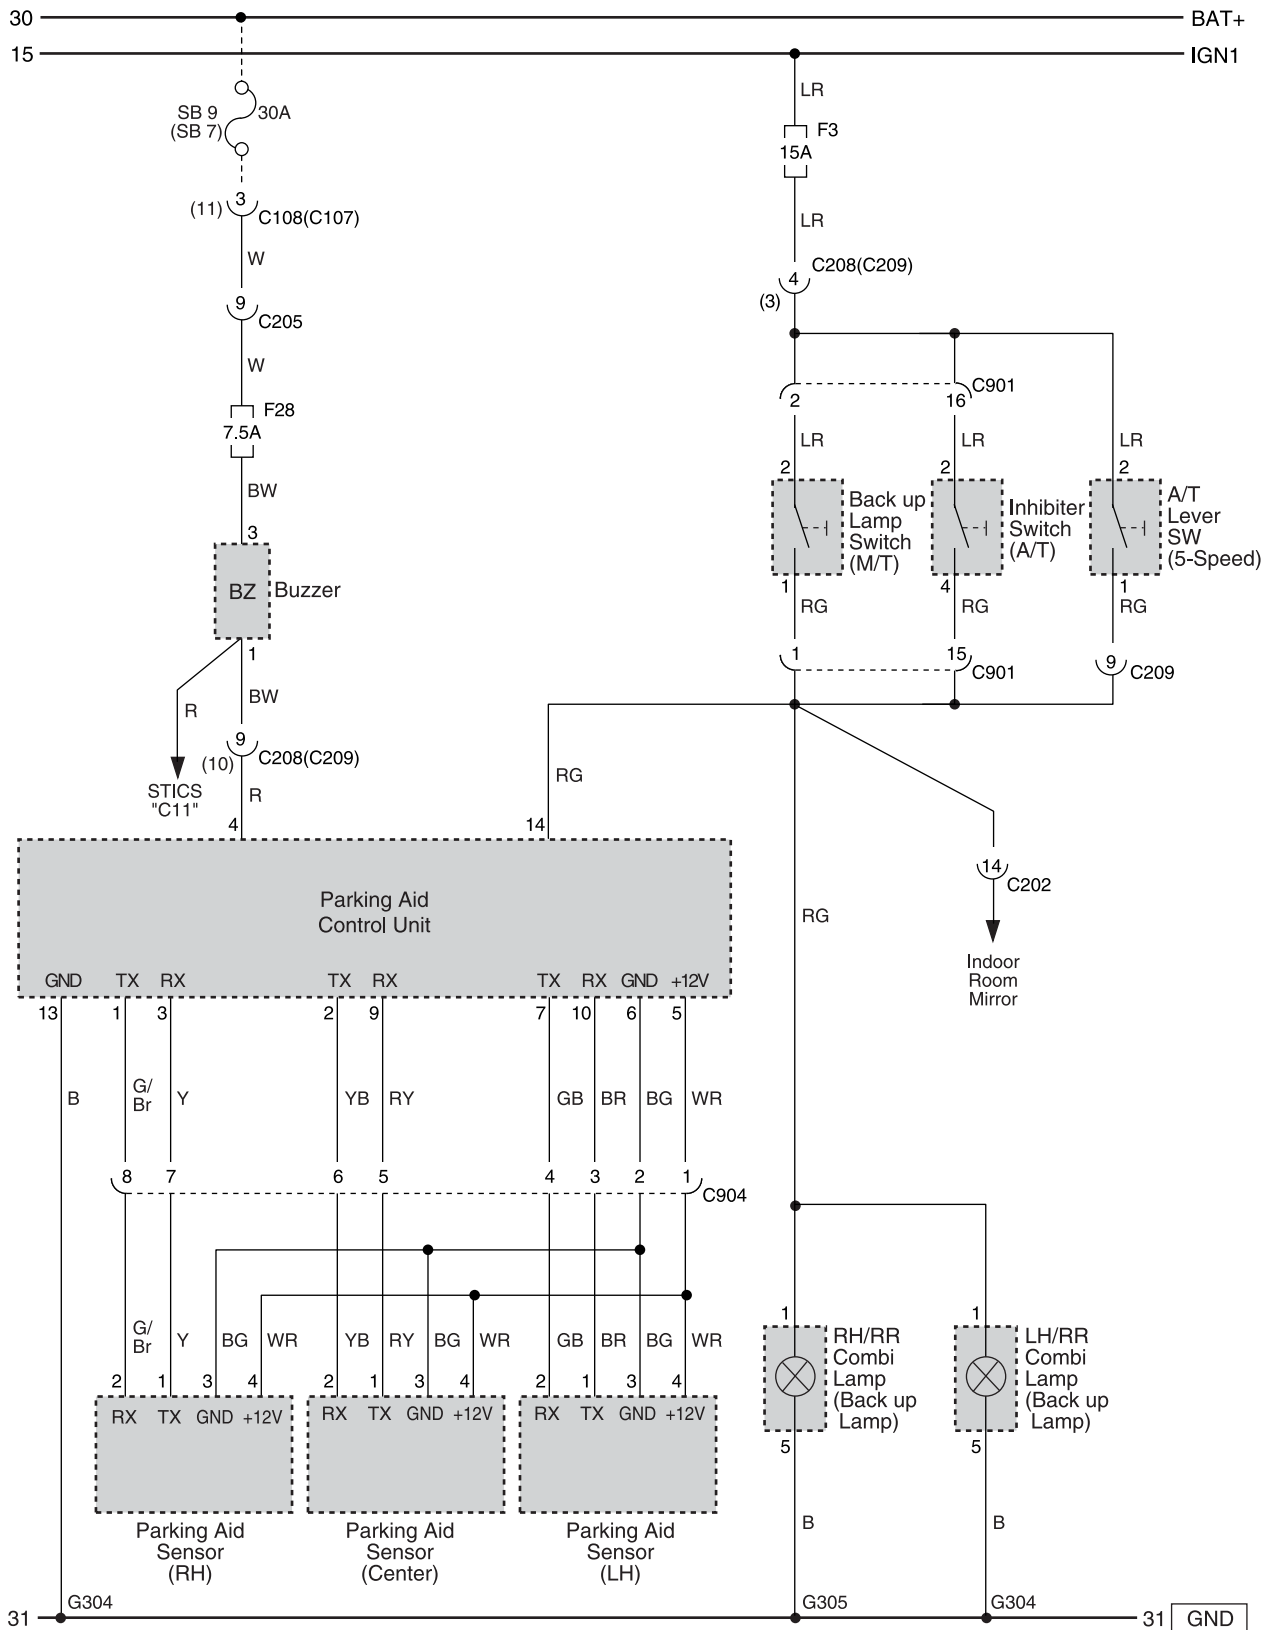 30
BAT+
15
IGN1
LR
SB 9
(SB 7)
30A
F3
15A
3
(11)
C108(C107)
LR
W
C208(C209)
4
(3)
9
C205
W
C901
2
16
F28
7.5A
LR
LR
LR
2
2
2
BW
Back up
Lamp
Switch
(M/T)
Inhibiter
Switch
(A/T)
A/T
Lever
SW
(5-Speed)
3
BZ
Buzzer
1
4
1
RG
RG
RG
1
1
15
C901
9
C209
BW
R
9
(10)
C208(C209)
RG
STICS
"C11"
R
4
14
14
C202
Parking Aid
Control Unit
RG
Indoor
Room
Mirror
GND
TX
RX
TX
RX
TX
RX
GND
+12V
13
1
3
2
9
7
10
6
5
B
G/
Br
Y
YB
RY
GB
BR
BG
WR
8
7
6
5
4
3
2
1
C904
G/
Br
Y
BG
WR
YB
RY
BG
WR
GB
BR
BG
WR
1
1
RH/RR
Combi
Lamp
(Back up
Lamp)
LH/RR
Combi
Lamp
(Back up
Lamp)
2
1
3
4
2
1
3
4
2
1
3
4
RX
TX
GND
+12V
RX
TX
GND
+12V
RX
TX
GND
+12V
5
5
Parking Aid
Sensor
(RH)
Parking Aid
Sensor
(Center)
Parking Aid
Sensor
(LH)
B
B
G304
G305
G304
31
31
GND